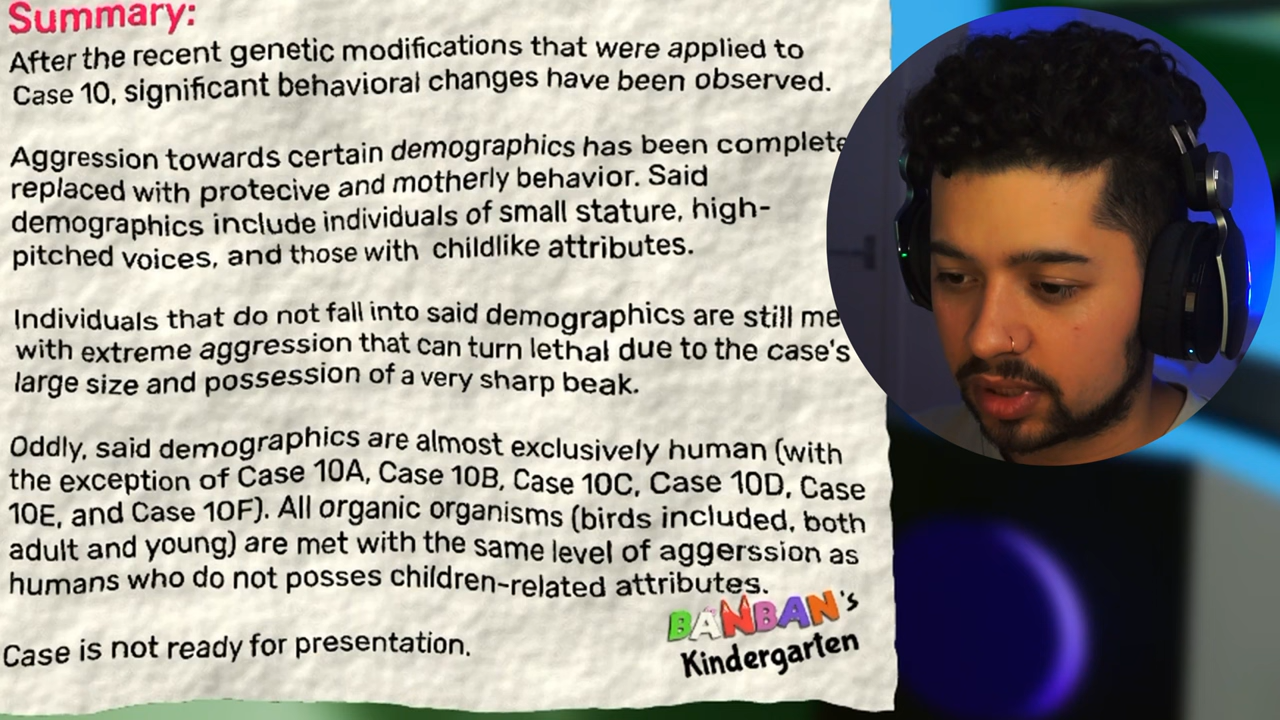 Summary:
After the recent genetic modifications that were applied to
Case 10, significant behavioral changes have been observed.
Aggression towards certain demographics has been complete
replaced with protecive and motherly behavior. Said
demographics include individuals of small stature, high-
pitched voices, and those with childlike attributes.
Individuals that do not fall into said demographics are still me
with extreme aggression that can turn lethal due to the case's
large size and possession of a very sharp beak.
Oddly, said demographics are almost exclusively human (with
the exception of Case 10A, Case 10B, Case 10C, Case 10D, Case
10E, and Case 10F). All organic organisms (birds included, both
adult and young) are met with the same level of aggerssion as
humans who do not posses children-related attributes.
BANBAN's
Kindergarten
Case is not ready for presentation.